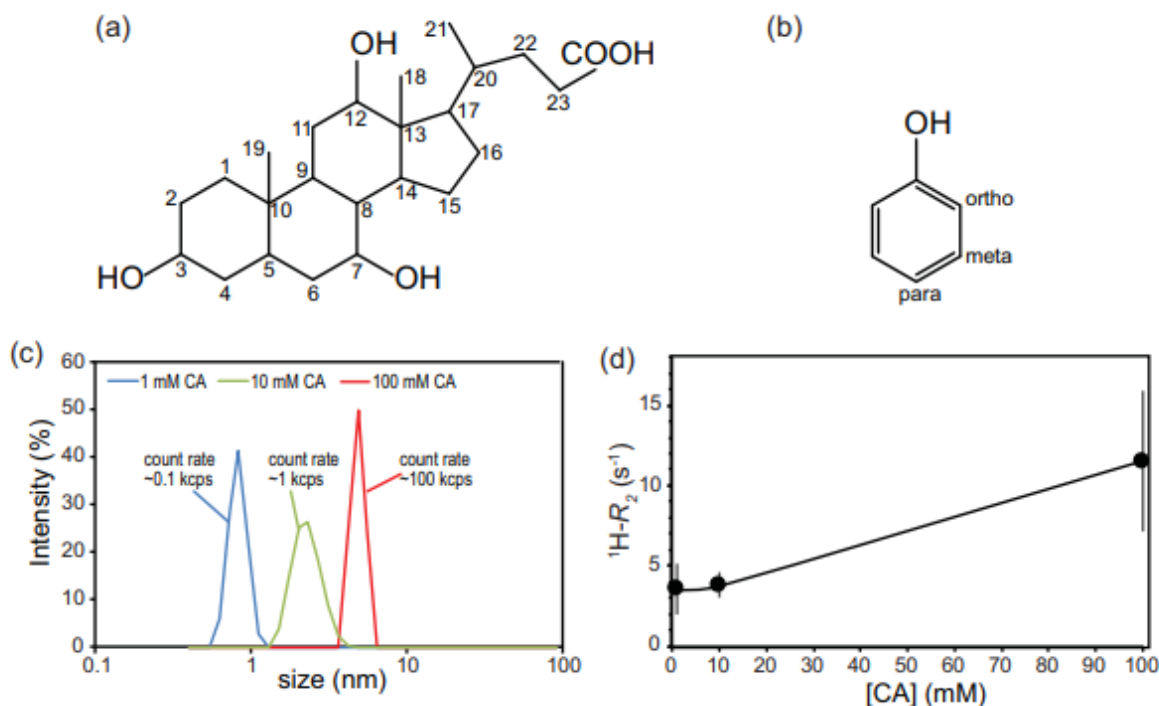 (a)
OH
21
22
COOH
18
20
23
12
17
11
13
16
19
1
9
14
2
10
8
15
HO
3
5
7
OH
4
6
(b)
OH
ortho
meta
para
(c)
60
50
40
30
20
10
0
Intensity (%)
1 mM CA
10 mM CA
100 mM CA
count rate
~0.1 kcps
count rate
~1 kcps
count rate
~100 kcps
0.1
1
10
100
size (nm)
(d)
15
10
5
0
¹H-R₂ (s⁻¹)
0 10 20 30 40 50 60 70 80 90 100
[CA] (mM)